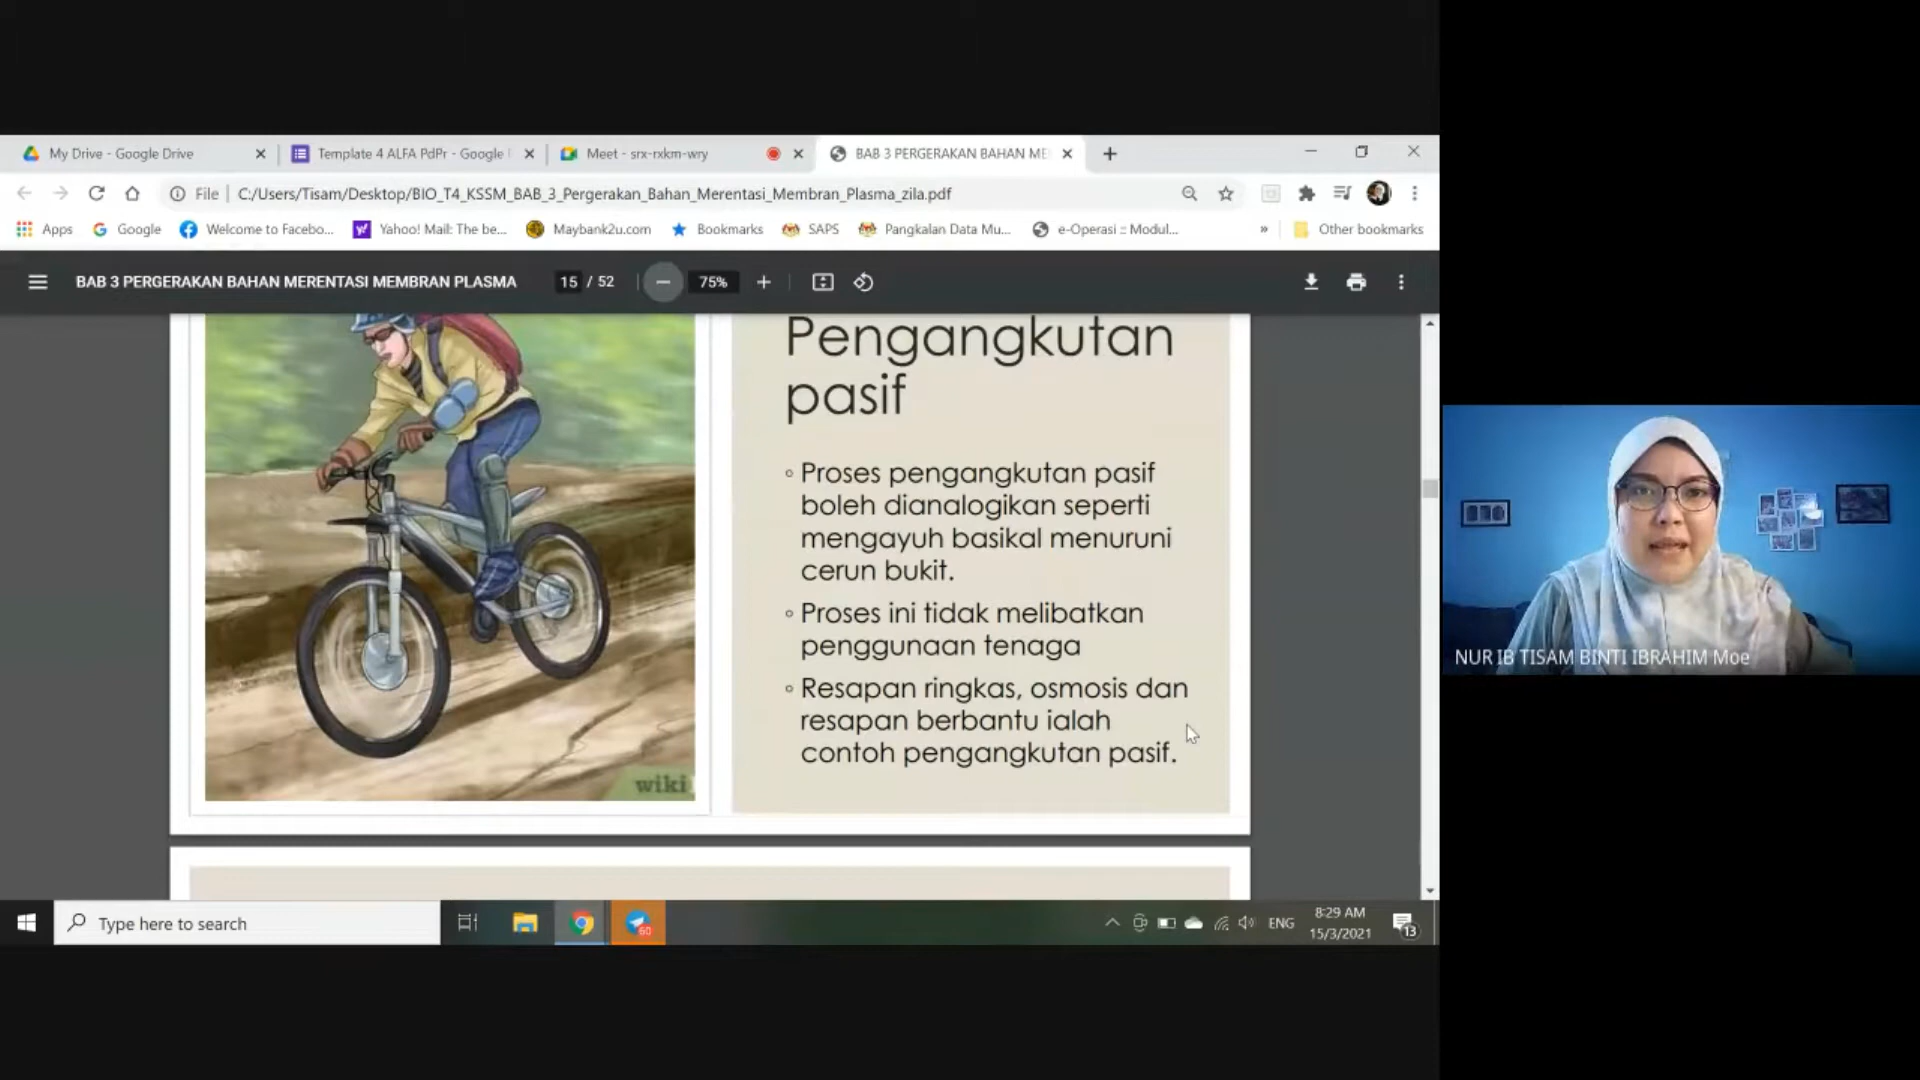 My Drive - Google Drive
Template 4 ALFA PdPr - Google
Meet - srx-rxkm-wry
BAB 3 PERGERAKAN BAHAN ME
File
C:/Users/Tisam/Desktop/BIO_T4_KSSM_BAB_3_Pergerakan_Bahan_Merentasi_Membran_Plasma_zila.pdf
Apps
Google
Welcome to Facebo...
Yahoo! Mail: The be...
Maybank2u.com
Bookmarks
SAPS
Pangkalan Data Mu...
e-Operasi :: Modul...
»
Other bookmarks
BAB 3 PERGERAKAN BAHAN MERENTASI MEMBRAN PLASMA
15 / 52
75%
Pengangkutan
pasif
◦ Proses pengangkutan pasif
boleh dianalogikan seperti
mengayuh basikal menuruni
cerun bukit.
◦ Proses ini tidak melibatkan
penggunaan tenaga
◦ Resapan ringkas, osmosis dan
resapan berbantu ialah
contoh pengangkutan pasif.
wiki
NUR IB TISAM BINTI IBRAHIM Moe
Type here to search
60
ENG
8:29 AM
15/3/2021
13